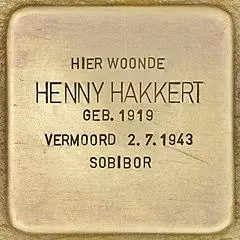 HIER WOONDE
HENNY HAKKERT
GEB. 1919
VERMOORD 2.7.1943
SOBIBOR